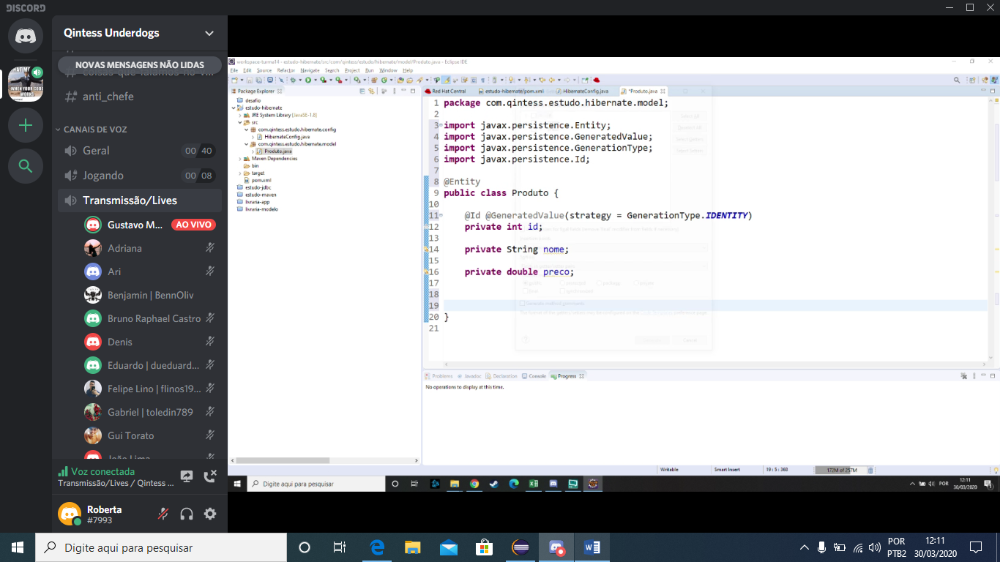 DISCORD
Qintess Underdogs
NOVAS MENSAGENS NÃO LIDAS
anti_chefe
CANAIS DE VOZ
Geral
00 40
Jogando
00 08
Transmissão/Lives
Gustavo M...
AO VIVO
Adriana
Ari
Benjamin | BennOliv
Bruno Raphael Castro
Denis
Eduardo | dueduard...
Felipe Lino | flinos19...
Gabriel | toledin789
Gui Torato
João Lima
Voz conectada
Transmissão/Lives / Qintess ...
Roberta
#7993
workspace-turma14 - estudo-hibernate/src/com/qintess/estudo/hibernate/model/Produto.java - Eclipse IDE
File Edit Source Refactor Navigate Search Project Run Window Help
Package Explorer
desafio
estudo-hibernate
JRE System Library [JavaSE-1.8]
src
com.qintess.estudo.hibernate.config
HibernateConfig.java
com.qintess.estudo.hibernate.model
Produto.java
Maven Dependencies
bin
target
pom.xml
estudo-jdbc
estudo-maven
livraria-app
livraria-modelo
Red Hat Central
estudo-hibernate/pom.xml
HibernateConfig.java
*Produto.java
1 package com.qintess.estudo.hibernate.model;
2
3 import javax.persistence.Entity;
4 import javax.persistence.GeneratedValue;
5 import javax.persistence.GenerationType;
6 import javax.persistence.Id;
7
8 @Entity
9 public class Produto {
10
11 @Id @GeneratedValue(strategy = GenerationType.IDENTITY)
12 private int id;
13
14 private String nome;
15
16 private double preco;
17
18
19
20 }
21
Problems Javadoc Declaration Console Progress
No operations to display at this time.
Writable
Smart Insert
19 : 5 : 360
172M of 257M
Digite aqui para pesquisar
POR
12:11
30/03/2020
Digite aqui para pesquisar
POR
PTB2
12:11
30/03/2020